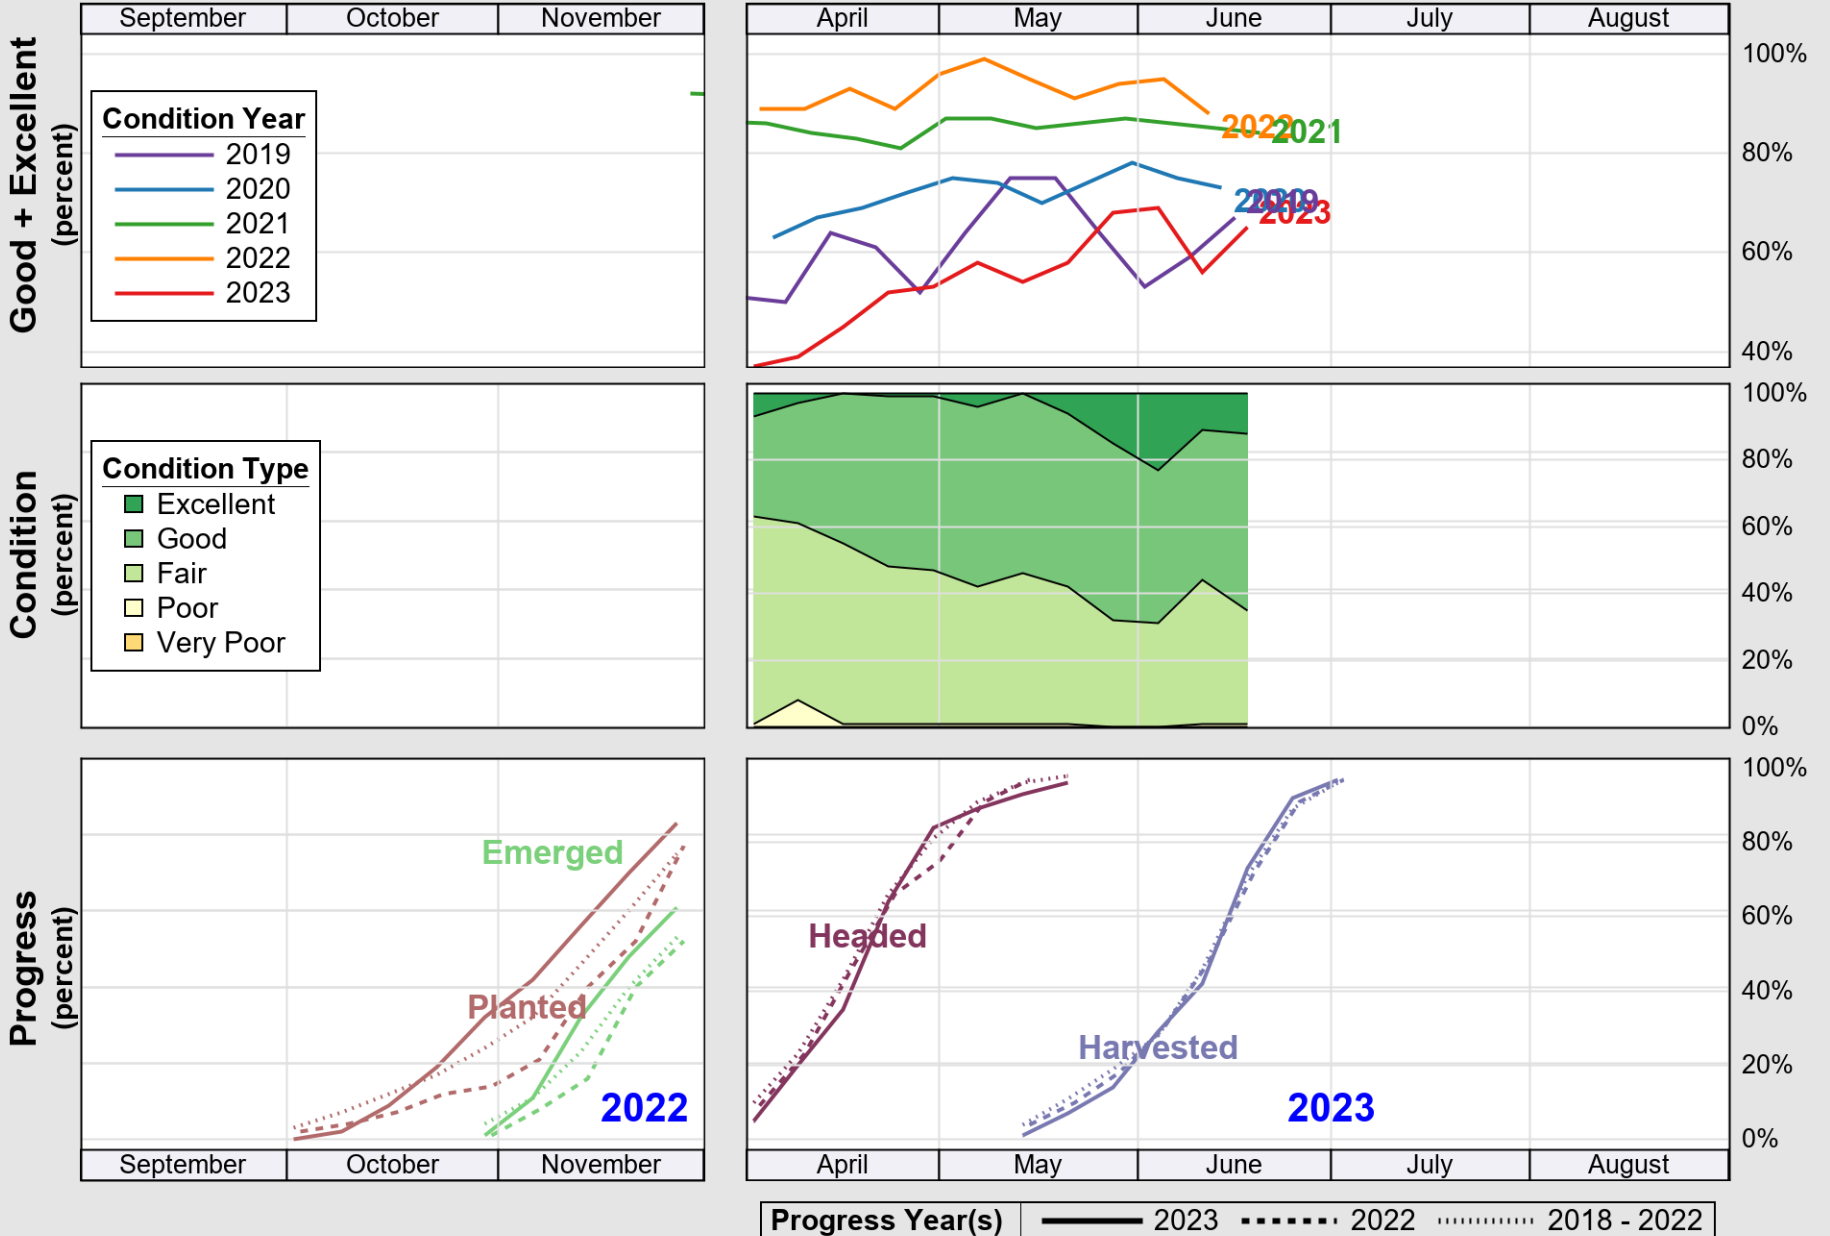 September October November April May June July August
Good + Excellent
(percent)
100%
80%
60%
40%
Condition Year
2019
2020
2021
2022
2023
2022
2021
2020
2019
2023
Condition
(percent)
100%
80%
60%
40%
20%
0%
Condition Type
Excellent
Good
Fair
Poor
Very Poor
Progress
(percent)
100%
80%
60%
40%
20%
0%
Emerged
Planted
2022
Headed
Harvested
2023
September October November April May June July August
Progress Year(s) 2023 2022 2018 - 2022